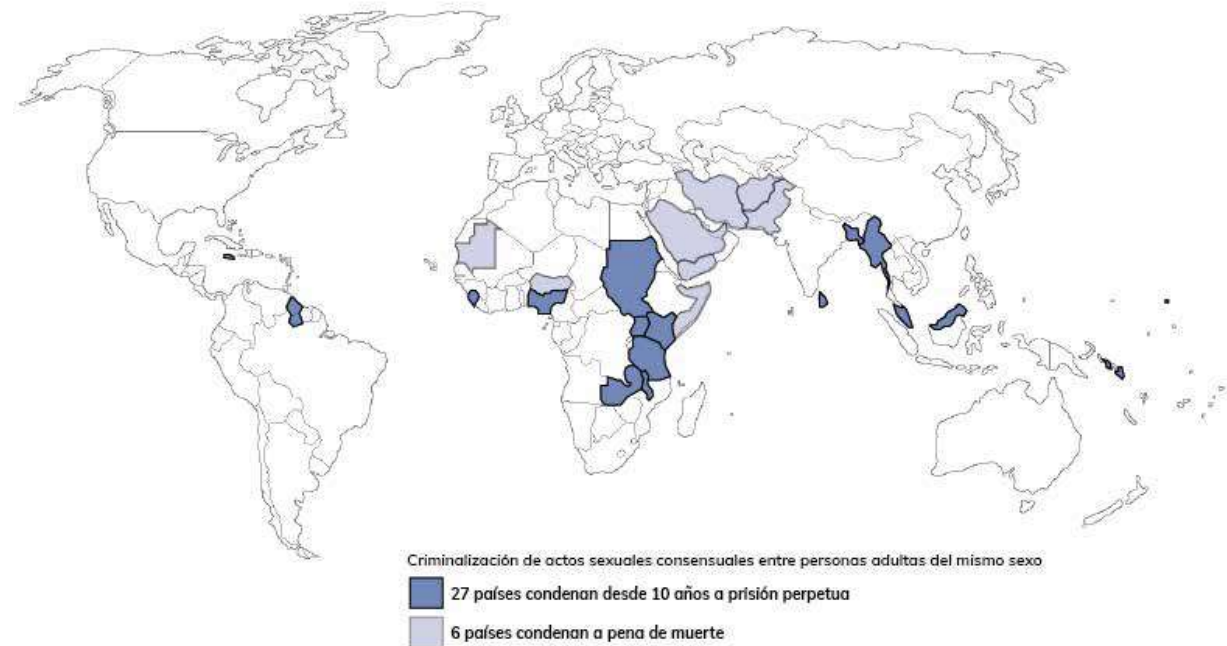 Criminalización de actos sexuales consensuales entre personas adultas del mismo sexo
27 países condenan desde 10 años a prisión perpetua
6 países condenan a pena de muerte